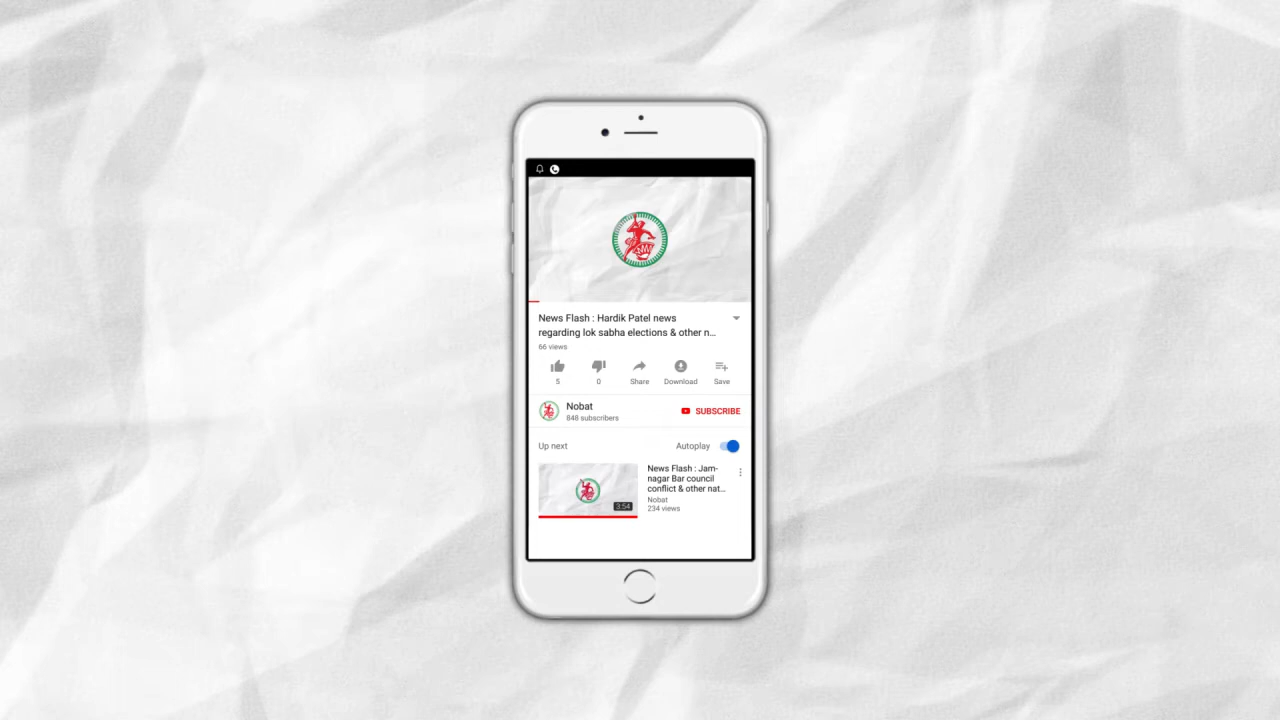 News Flash : Hardik Patel news
regarding lok sabha elections & other n...
66 views
5
0
Share
Download
Save
Nobat
848 subscribers
SUBSCRIBE
Up next
Autoplay
News Flash : Jam-
nagar Bar council
conflict & other nat...
Nobat
234 views
3:54